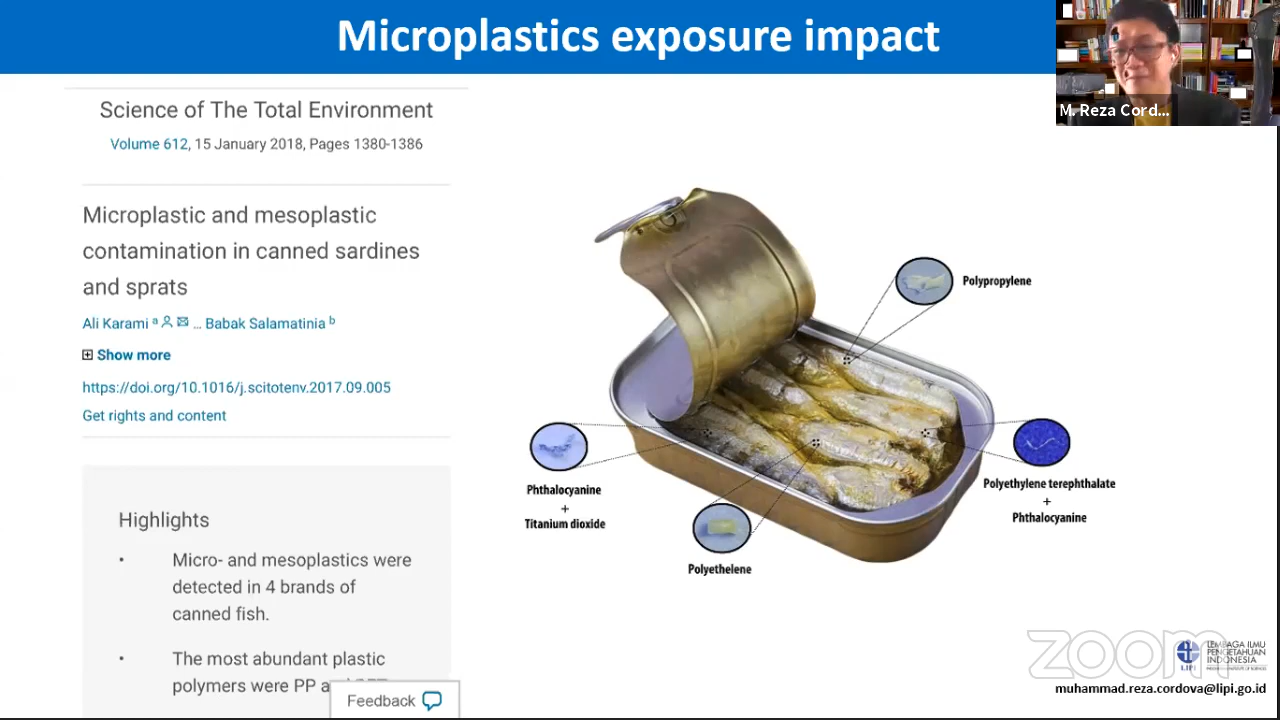 Microplastics exposure impact
M. Reza Cord...
Science of The Total Environment
Volume 612, 15 January 2018, Pages 1380-1386
Microplastic and mesoplastic
contamination in canned sardines
and sprats
Ali Karami a ... Babak Salamatinia b
Show more
https://doi.org/10.1016/j.scitotenv.2017.09.005
Get rights and content
Highlights
• Micro- and mesoplastics were
detected in 4 brands of
canned fish.
• The most abundant plastic
polymers were PP
Feedback
Polypropylene
Phthalocyanine
+
Titanium dioxide
Polyethelene
Polyethylene terephthalate
+
Phthalocyanine
zoom
LIPI
LEMBAGA ILMU
PENGETAHUAN
INDONESIA
muhammad.reza.cordova@lipi.go.id